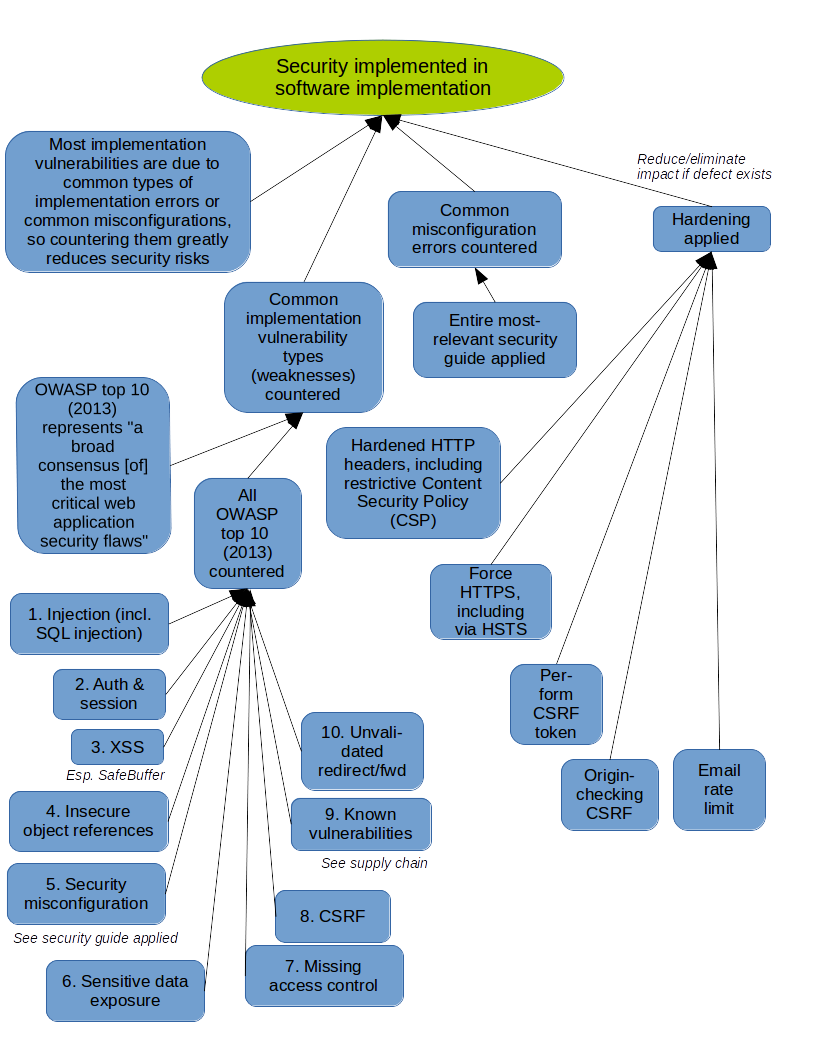 Security implemented in
software implementation
Most implementation
vulnerabilities are due to
common types of
implementation errors or
common misconfigurations,
so countering them greatly
reduces security risks
Reduce/eliminate
impact if defect exists
Common
misconfiguration
errors countered
Hardening
applied
Common
implementation
vulnerability
types
(weaknesses)
countered
Entire most-
relevant security
guide applied
OWASP top 10
(2013)
represents "a
broad
consensus [of]
the most
critical web
application
security flaws"
Hardened HTTP
headers, including
restrictive Content
Security Policy
(CSP)
All
OWASP
top 10
(2013)
countered
Force
HTTPS,
including
via HSTS
1. Injection (incl.
SQL injection)
2. Auth &
session
3. XSS
Esp. SafeBuffer
4. Insecure
object references
5. Security
misconfiguration
See security guide applied
6. Sensitive data
exposure
7. Missing
access control
8. CSRF
9. Known
vulnerabilities
See supply chain
10. Unvali-
dated
redirect/fwd
Per-
form
CSRF
token
Origin-
checking
CSRF
Email
rate
limit